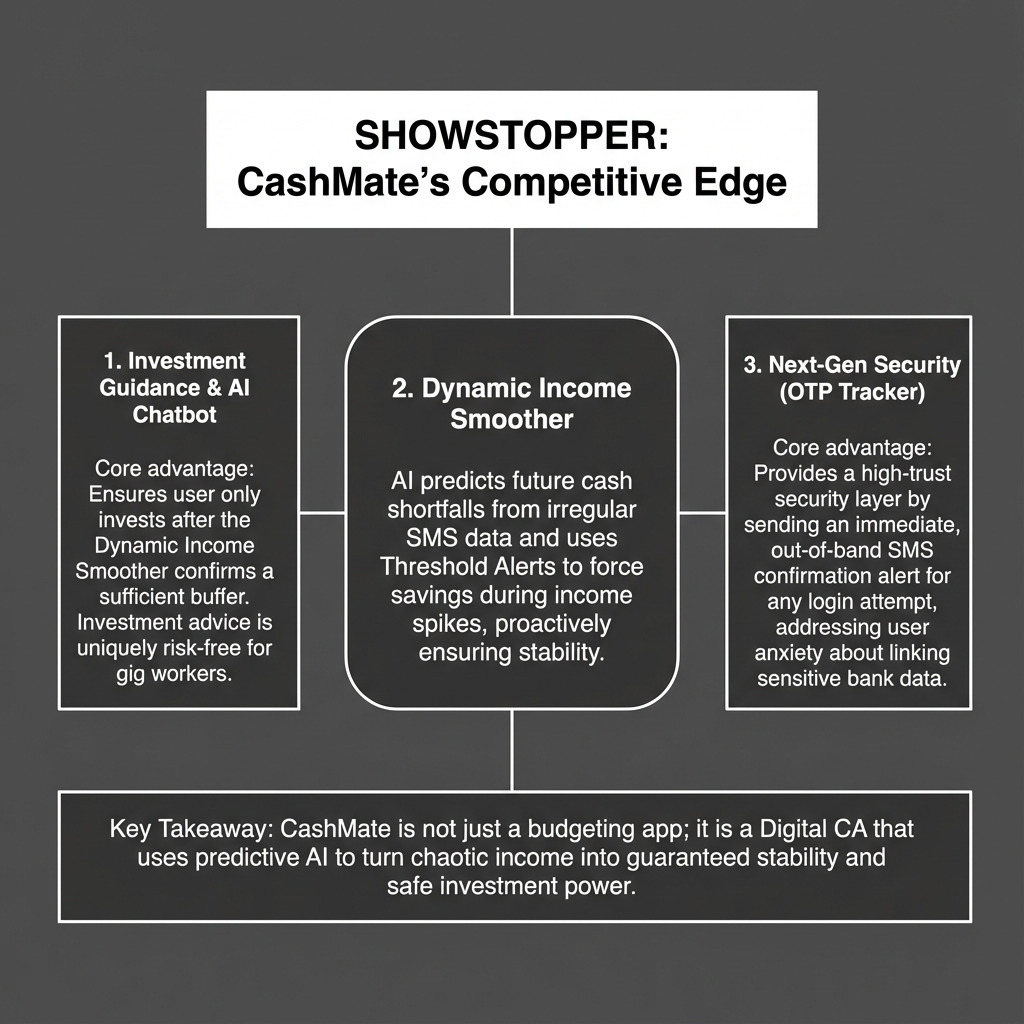 SHOWSTOPPER:
CashMate's Competitive Edge
1. Investment
Guidance & AI
Chatbot
Core advantage:
Ensures user only
invests after the
Dynamic Income
Smoother confirms a
sufficient buffer.
Investment advice is
uniquely risk-free for
gig workers.
2. Dynamic Income
Smoother
AI predicts future cash
shortfalls from irregular
SMS data and uses
Threshold Alerts to force
savings during income
spikes, proactively
ensuring stability.
3. Next-Gen Security
(OTP Tracker)
Core advantage:
Provides a high-trust
security layer by
sending an immediate,
out-of-band SMS
confirmation alert for
any login attempt,
addressing user
anxiety about linking
sensitive bank data.
Key Takeaway: CashMate is not just a budgeting app; it is a Digital CA that
uses predictive AI to turn chaotic income into guaranteed stability and
safe investment power.